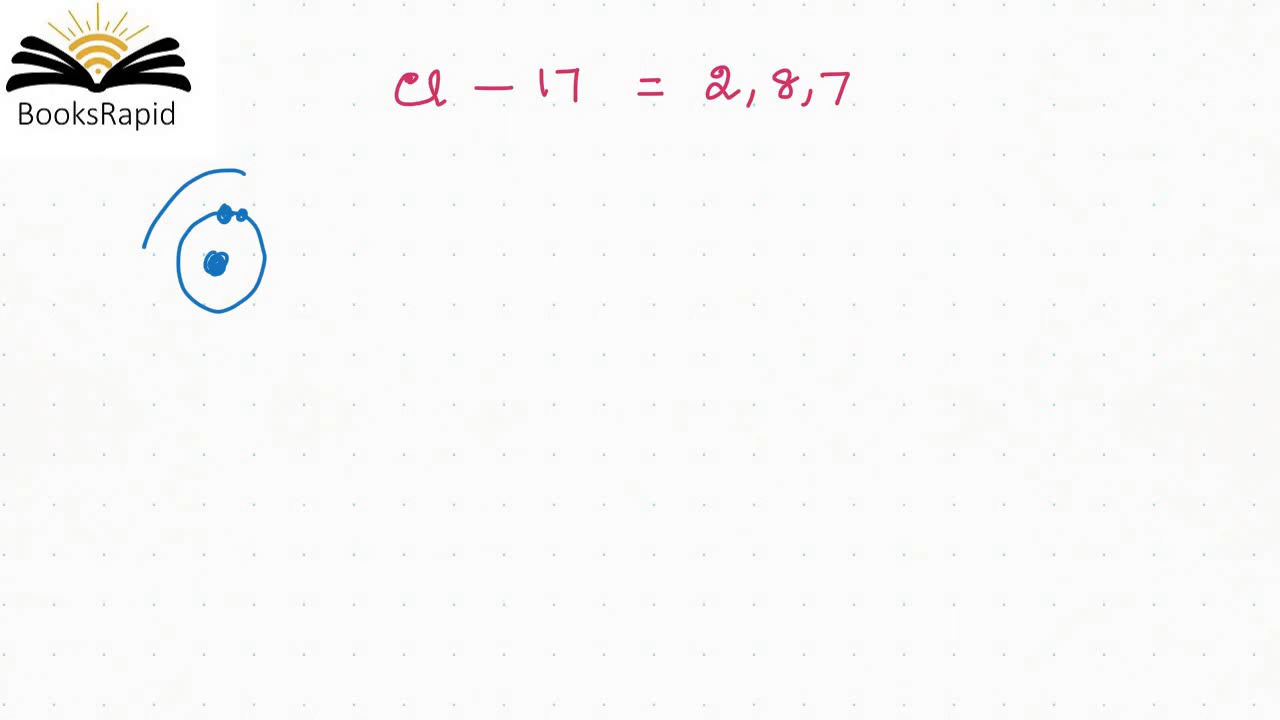 BooksRapid
Cl - 17 = 2, 8, 7